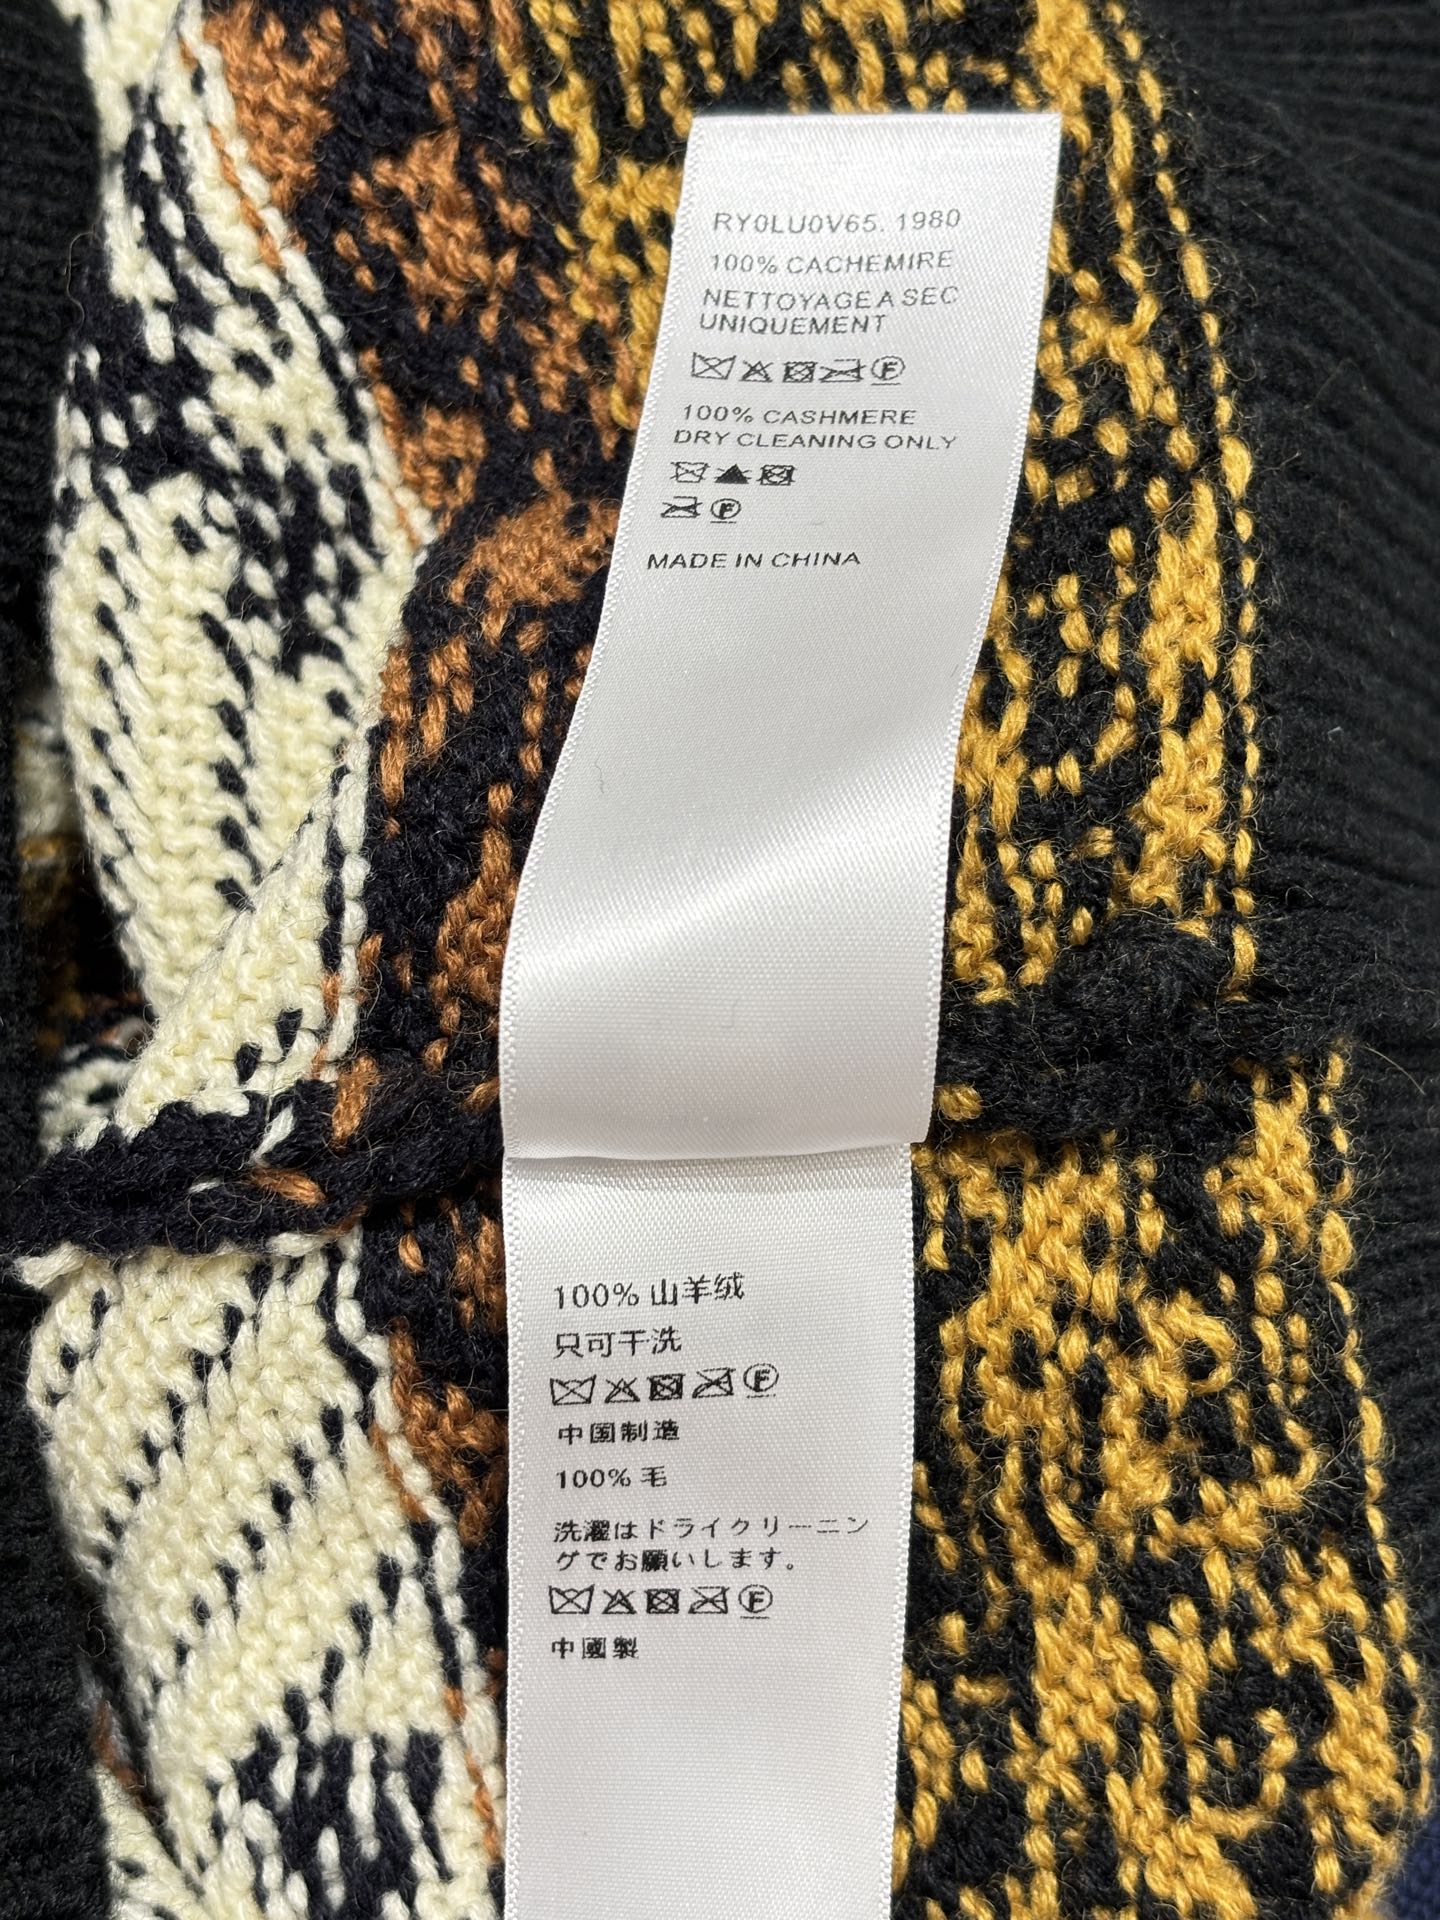 RY0LU0V65. 1980
100% CACHEMIRE
NETTOYAGE A SEC
UNIQUEMENT
F
100% CASHMERE
DRY CLEANING ONLY
F
MADE IN CHINA
100% 山羊绒
只可干洗
F
中国制造
100% 毛
洗濯はドライクリーニン
グでお願いします。
F
中國製